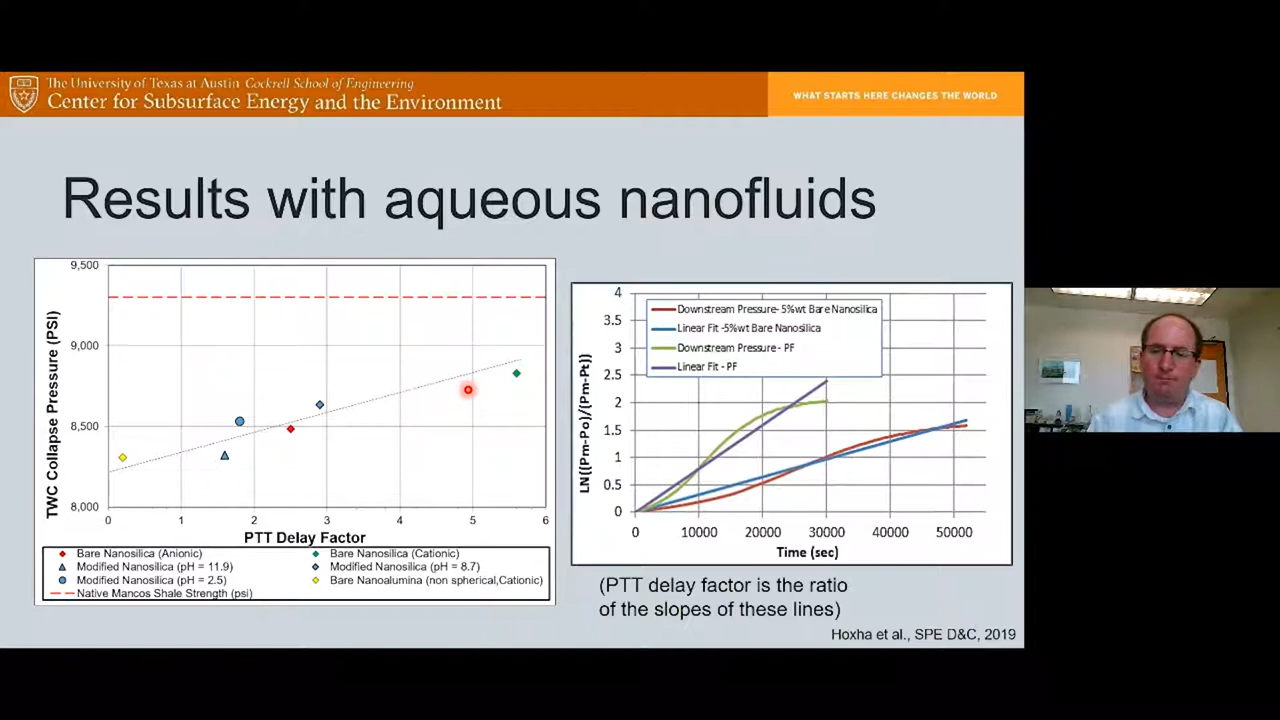 The University of Texas at Austin Cockrell School of Engineering
Center for Subsurface Energy and the Environment
WHAT STARTS HERE CHANGES THE WORLD
Results with aqueous nanofluids
TWC Collapse Pressure (PSI)
9,500
9,000
8,500
8,000
0 1 2 3 4 5 6
PTT Delay Factor
Bare Nanosilica (Anionic)
Bare Nanosilica (Cationic)
Modified Nanosilica (pH = 11.9)
Modified Nanosilica (pH = 8.7)
Modified Nanosilica (pH = 2.5)
Bare Nanoalumina (non spherical,Cationic)
Native Mancos Shale Strength (psi)
LN((Pm-Po)/(Pm-Pt))
4
3.5
3
2.5
2
1.5
1
0.5
0
Downstream Pressure- 5%wt Bare Nanosilica
Linear Fit -5%wt Bare Nanosilica
Downstream Pressure - PF
Linear Fit - PF
0 10000 20000 30000 40000 50000
Time (sec)
(PTT delay factor is the ratio
of the slopes of these lines)
Hoxha et al., SPE D&C, 2019